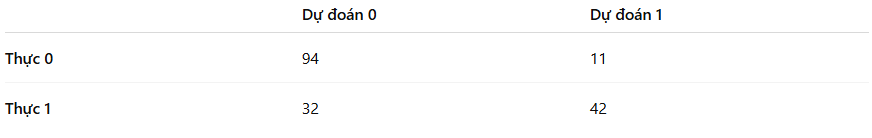 Dự đoán 0 Dự đoán 1
Thực 0 94 11
Thực 1 32 42